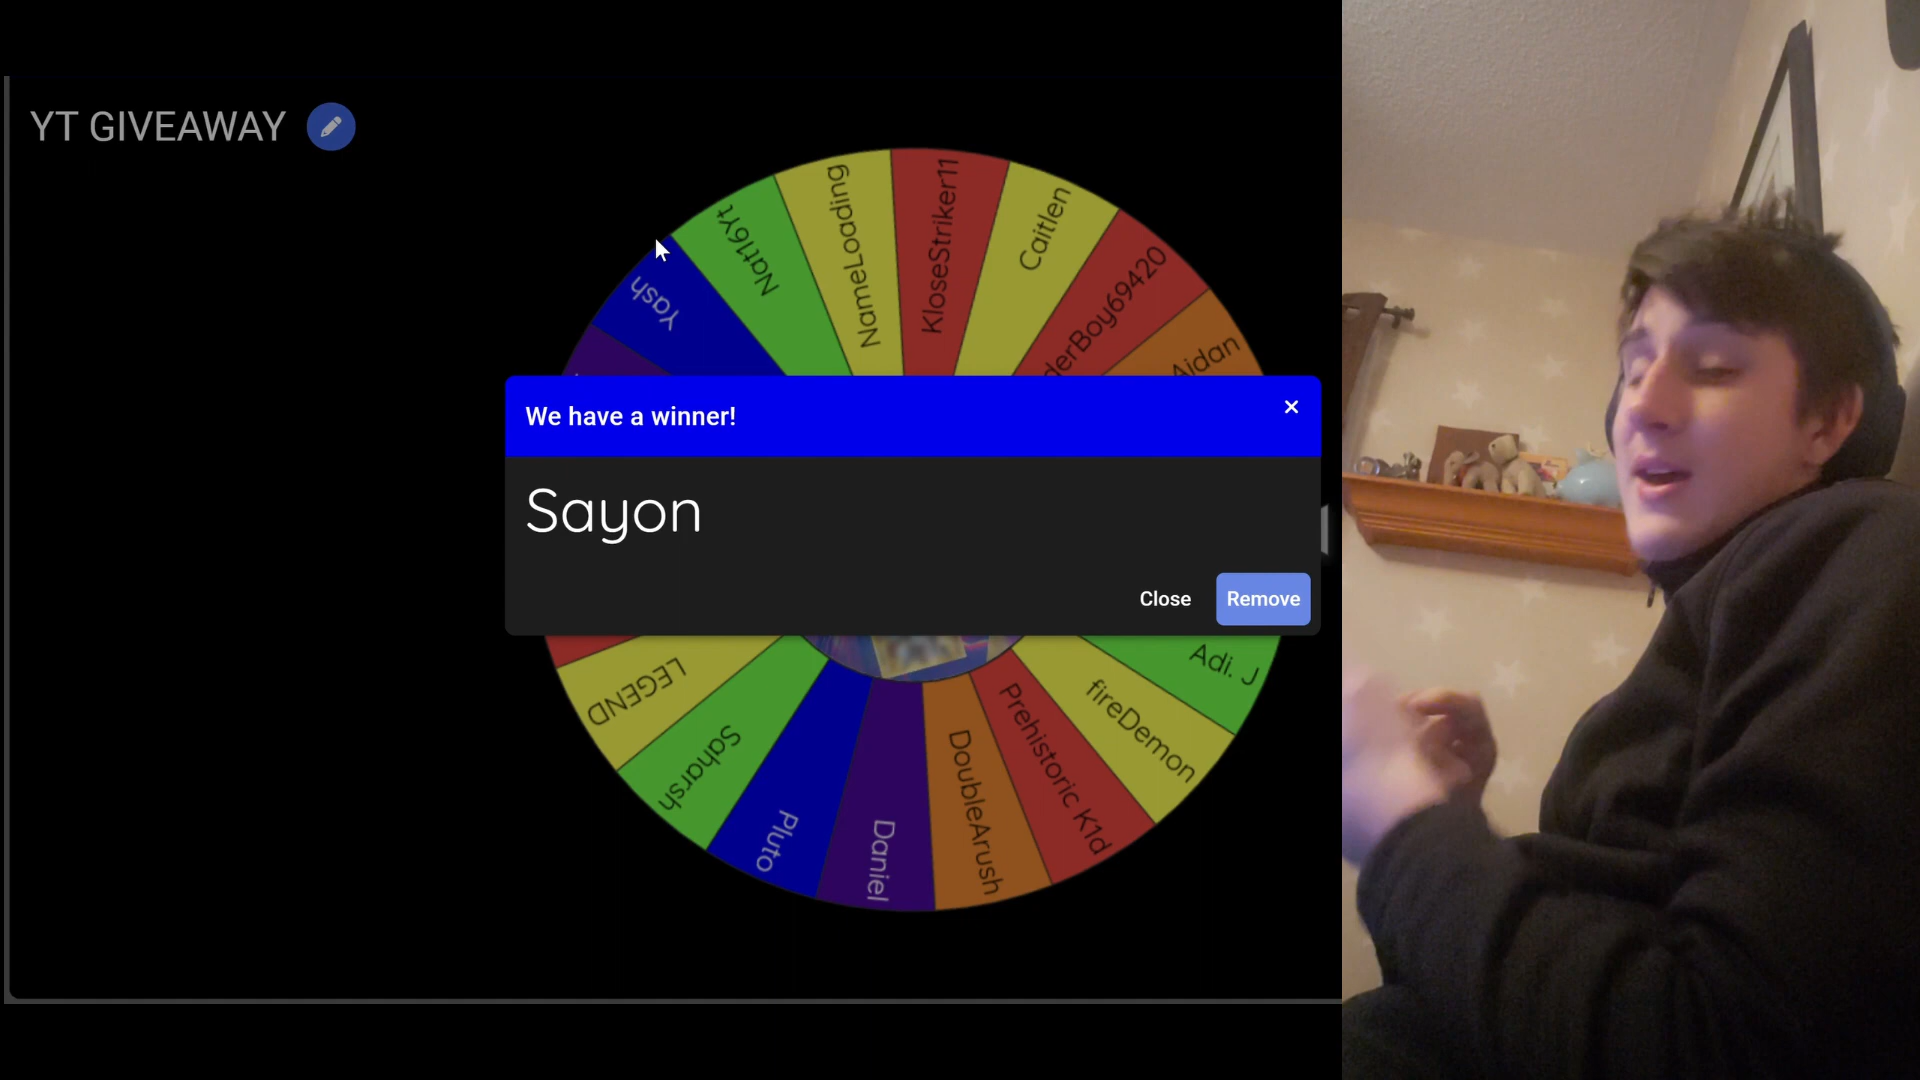 YT GIVEAWAY
Nat16Yt
NameLoading
KloseStriker11
Caitlen
derBoy69420
Aidan
Yash
We have a winner!
Sayon
Close
Remove
LEGEND
Saharsh
Pluto
Daniel
DoubleArush
Prehistoric K1d
fireDemon
Adi. J